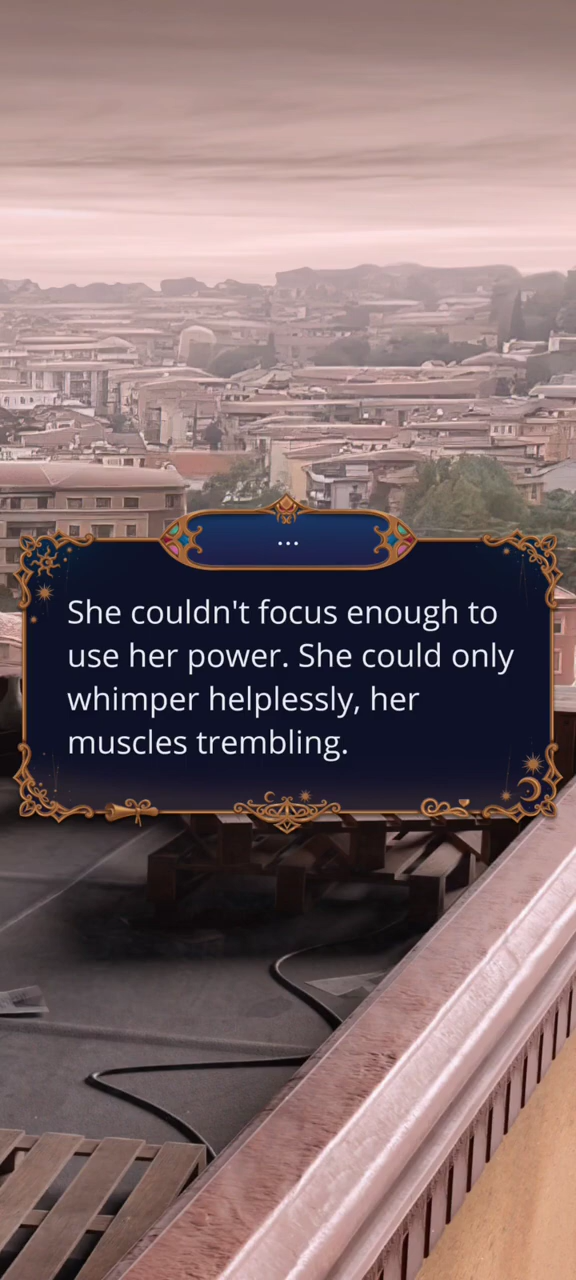 ...
She couldn't focus enough to
use her power. She could only
whimper helplessly, her
muscles trembling.